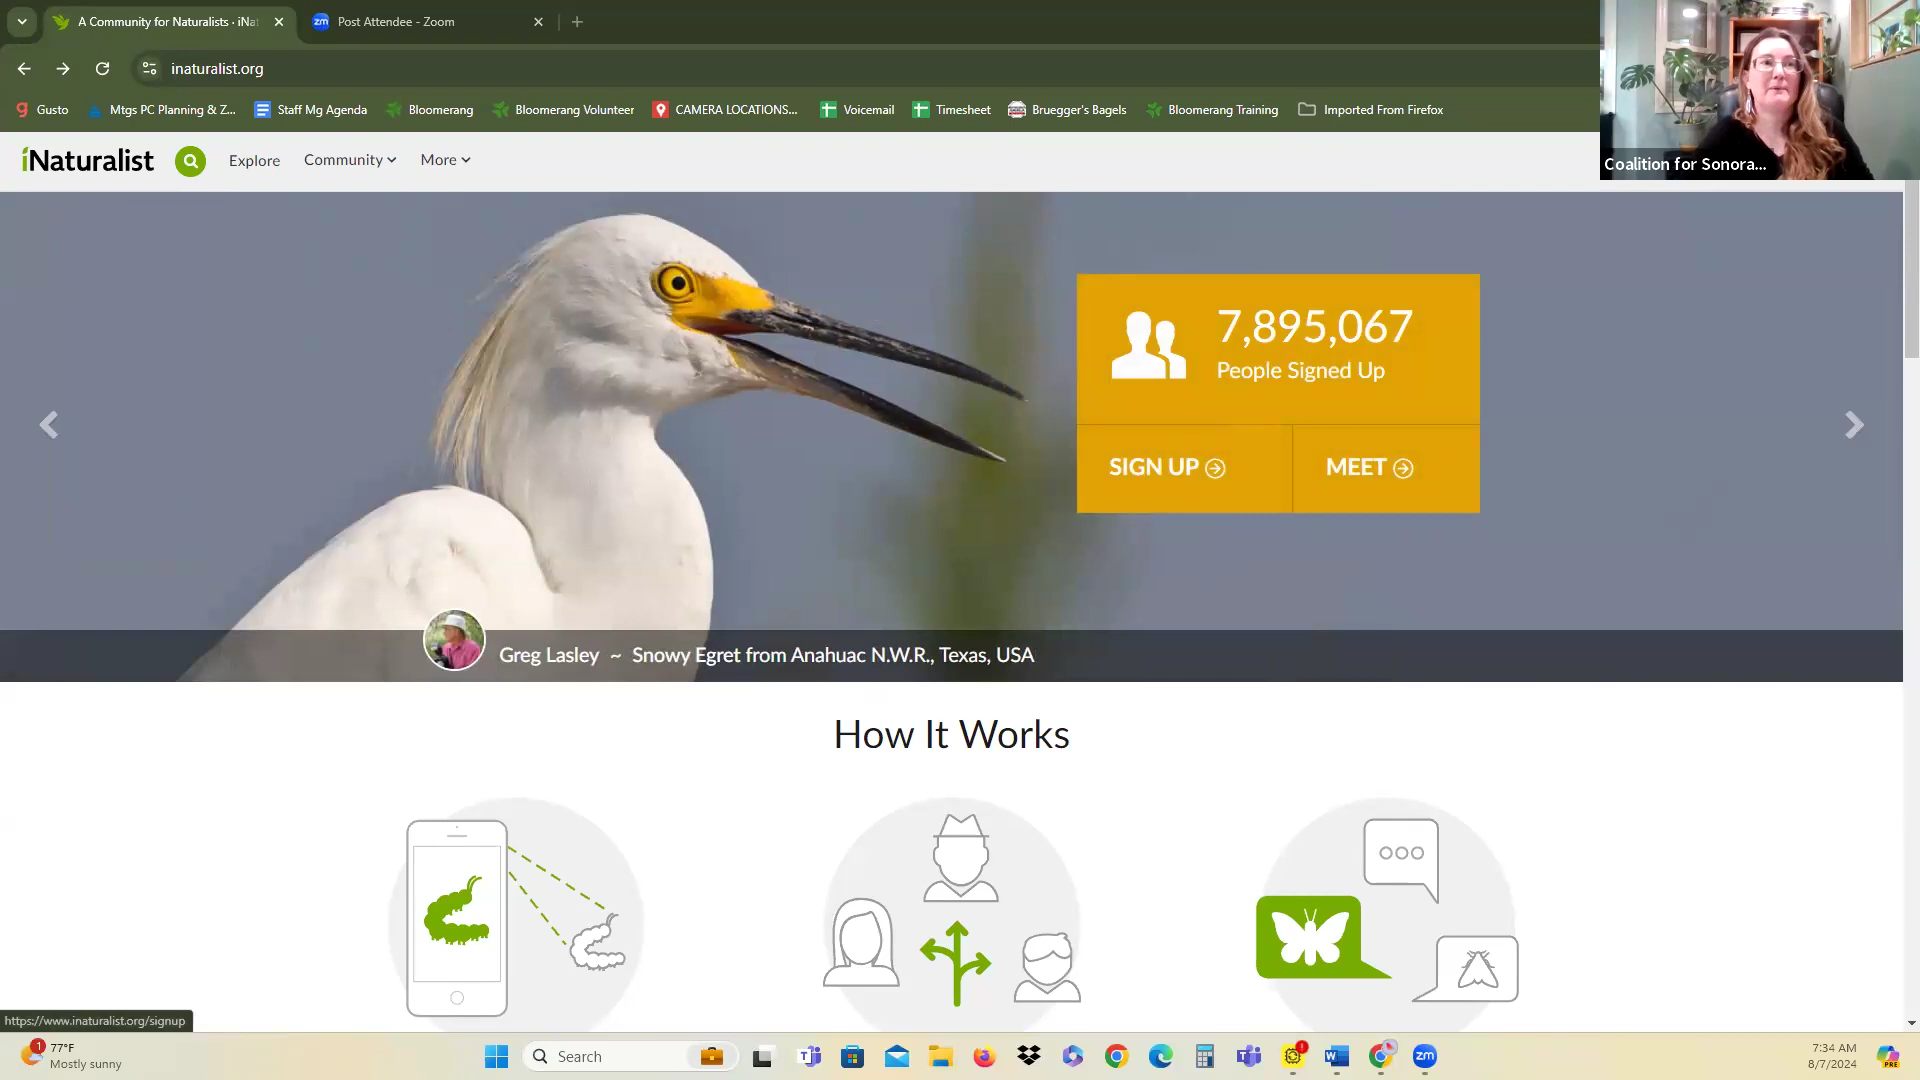 A Community for Naturalists · iNat
Post Attendee - Zoom
inaturalist.org
Gusto
Mtgs PC Planning & Z...
Staff Mg Agenda
Bloomerang
Bloomerang Volunteer
CAMERA LOCATIONS...
Voicemail
Timesheet
Bruegger's Bagels
Bloomerang Training
Imported From Firefox
Coalition for Sonora...
iNaturalist
Explore
Community
More
7,895,067
People Signed Up
SIGN UP
MEET
Greg Lasley ~ Snowy Egret from Anahuac N.W.R., Texas, USA
How It Works
https://www.inaturalist.org/signup
1
77°F
Mostly sunny
Search
zm
7:34 AM
8/7/2024
PRE